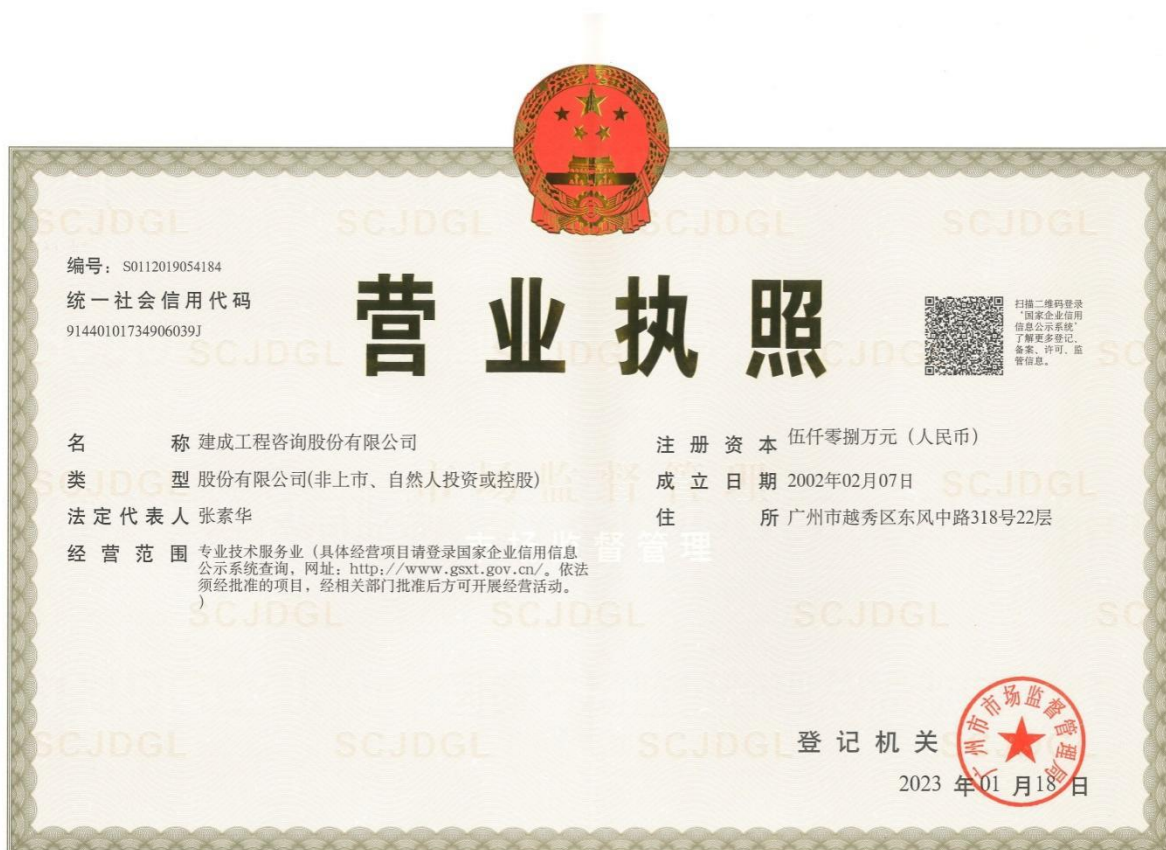 编号：S0112019054184
统一社会信用代码
91440101734906039J
营业执照
扫描二维码登录
“国家企业信用
信息公示系统”
了解更多登记、
备案、许可、监
管信息。
名称 建成工程咨询股份有限公司
类型 股份有限公司(非上市、自然人投资或控股)
法定代表人 张素华
经营范围 专业技术服务业（具体经营项目请登录国家企业信用信息
公示系统查询，网址：http://www.gsxt.gov.cn/。依法
须经批准的项目，经相关部门批准后方可开展经营活动。
）
注册资本 伍仟零捌万元（人民币）
成立日期 2002年02月07日
住所 广州市越秀区东风中路318号22层
SCJDGL
市场监督管理
登记机关
广州市市场监督管理局
2023年01月18日